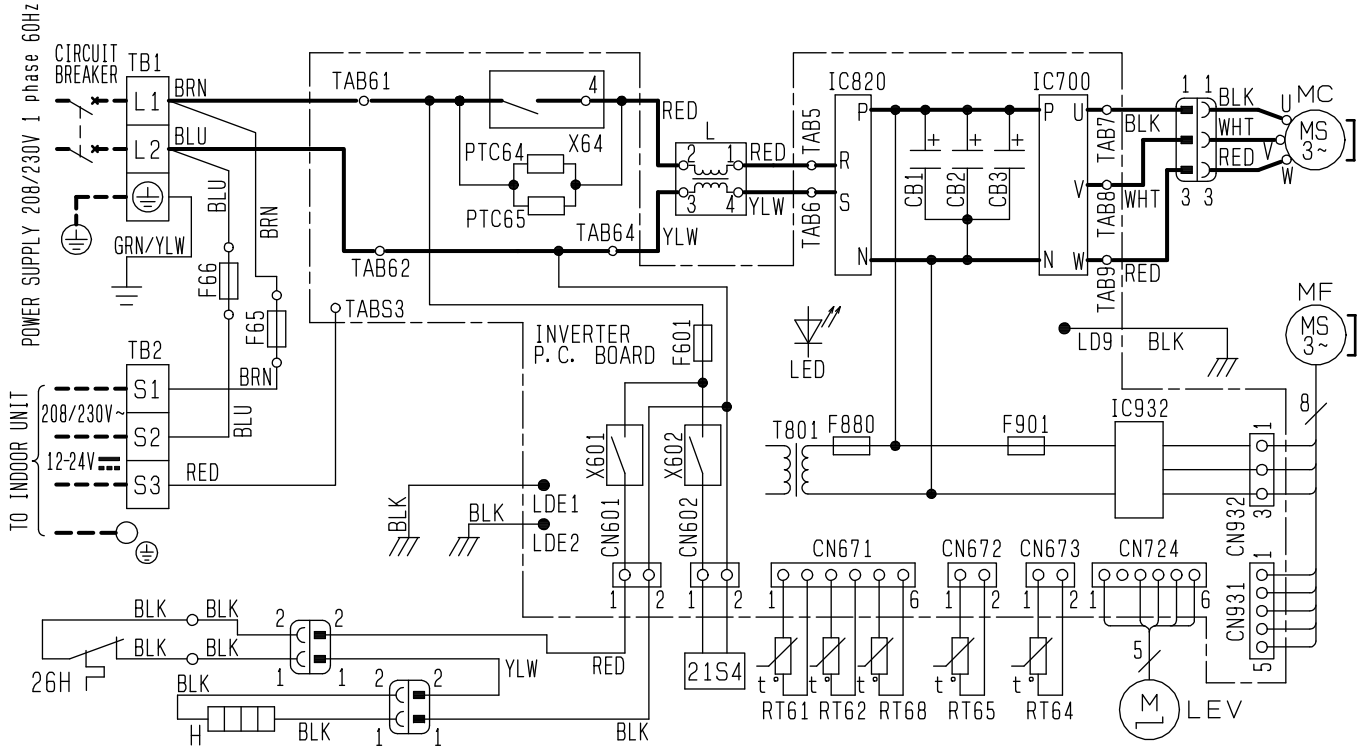 POWER SUPPLY 208/230V 1 phase 60Hz
CIRCUIT
BREAKER
TB1
L1
L2
BRN
BLU
GRN/YLW
BLU
BRN
F66
F65
TAB61
TAB62
TABS3
4
X64
PTC64
PTC65
TAB64
RED
YLW
L
2
1
3
4
RED
YLW
TAB5
TAB6
IC820
P
R
S
N
+
+
+
CB1
CB2
CB3
IC700
P
U
V
N
W
TAB7
TAB8
TAB9
BLK
WHT
RED
1
1
3
3
BLK
WHT
RED
U
V
W
MC
MS
3~
MF
MS
3~
8
TB2
S1
S2
S3
BRN
BLU
RED
TO INDOOR UNIT
208/230V~
12-24V
INVERTER
P.C. BOARD
F601
LED
LD9
BLK
X601
X602
BLK
BLK
LDE1
LDE2
CN601
CN602
1
2
1
2
T801
F880
F901
IC932
1
3
CN932
CN931
1
5
CN671
1
6
CN672
1
2
CN673
1
2
CN724
1
6
t°
t°
t°
t°
t°
RT61
RT62
RT68
RT65
RT64
5
M
LEV
21S4
BLK
BLK
BLK
BLK
26H
2
2
1
1
YLW
RED
BLK
H
BLK
2
2
1
1
BLK